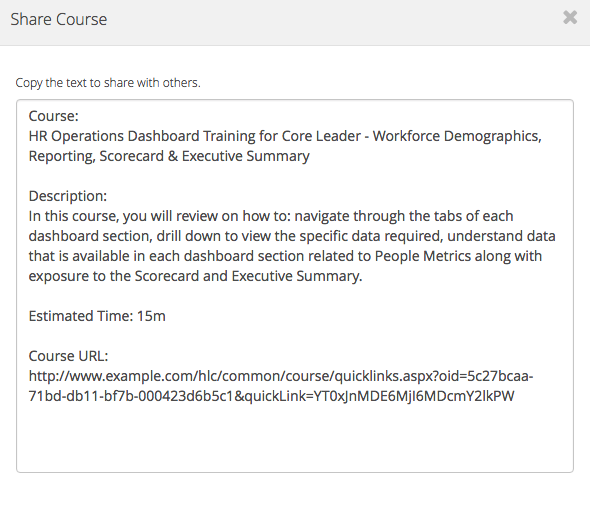 Share Course
Copy the text to share with others.
Course:
HR Operations Dashboard Training for Core Leader - Workforce Demographics,
Reporting, Scorecard & Executive Summary
Description:
In this course, you will review on how to: navigate through the tabs of each
dashboard section, drill down to view the specific data required, understand data
that is available in each dashboard section related to People Metrics along with
exposure to the Scorecard and Executive Summary.
Estimated Time: 15m
Course URL:
http://www.example.com/hlc/common/course/quicklinks.aspx?oid=5c27bcaa-
71bd-db11-bf7b-000423d6b5c1&quickLink=YT0xJnMDE6MjI6MDcmY2lkPW